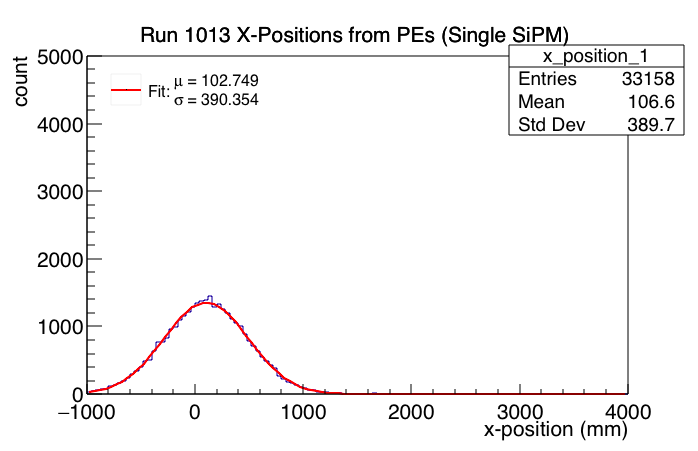 Run 1013 X-Positions from PEs (Single SiPM)
x_position_1
Entries 33158
Mean 106.6
Std Dev 389.7
Fit: μ = 102.749
σ = 390.354
count
5000
4000
3000
2000
1000
0
−1000 0 1000 2000 3000 4000
x-position (mm)